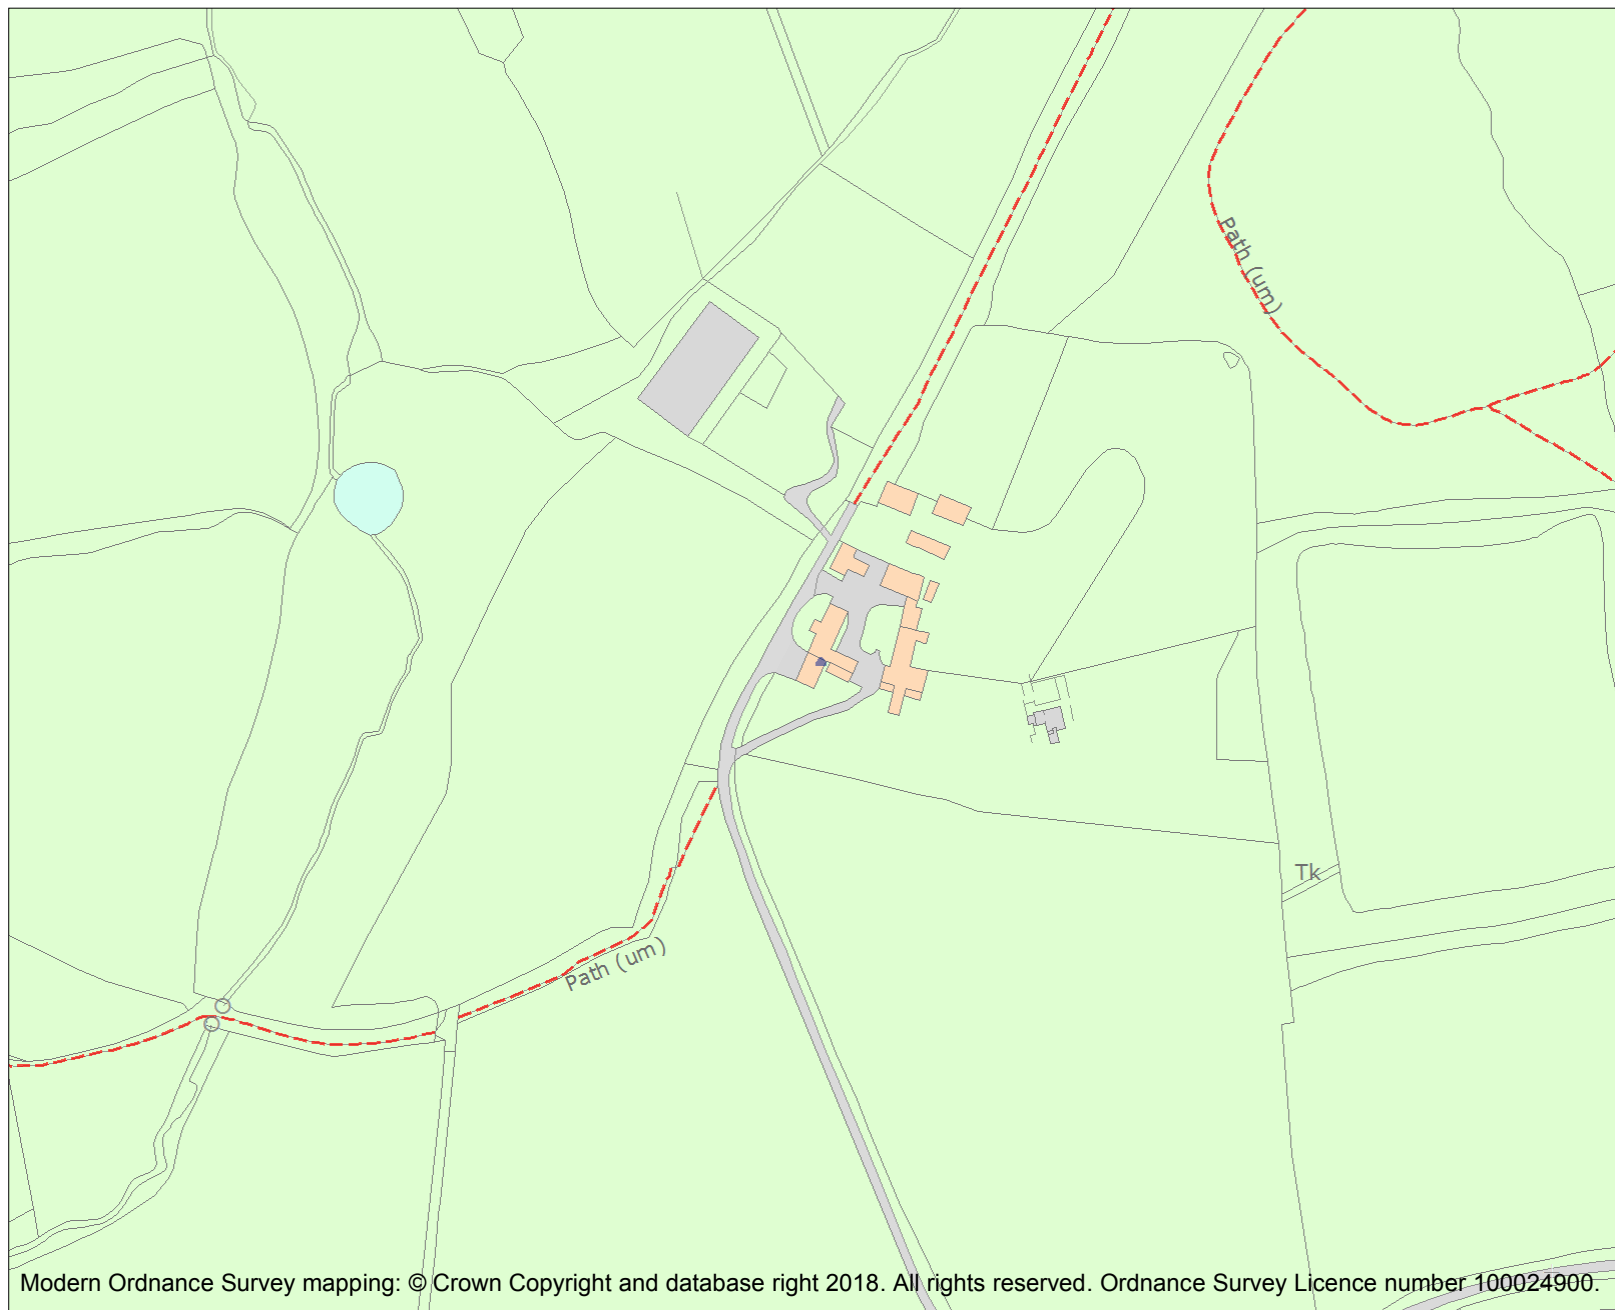 Path (um)
Tk
Path (um)
Modern Ordnance Survey mapping: © Crown Copyright and database right 2018. All rights reserved. Ordnance Survey Licence number 100024900.